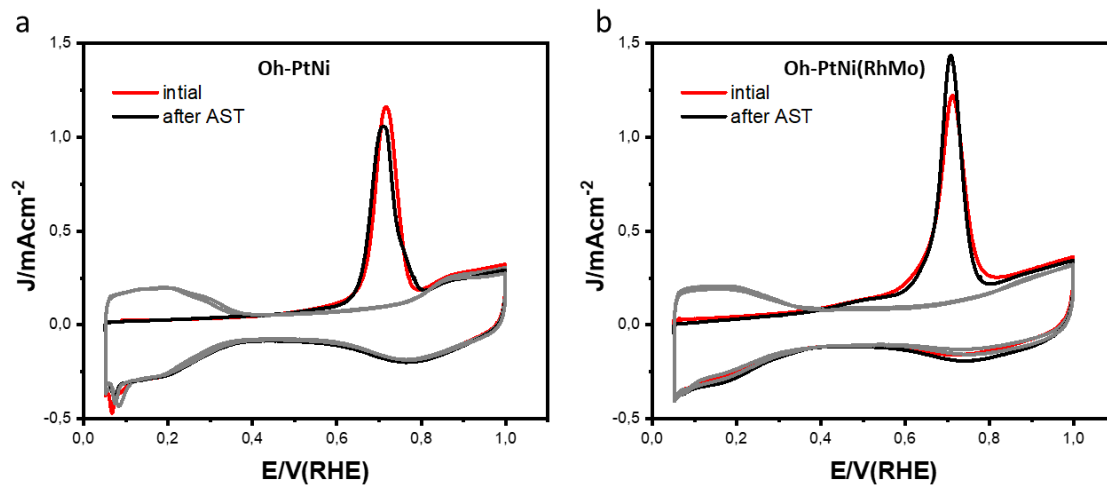 a
Oh-PtNi
intial
after AST
J/mAcm-2
1,5
1,0
0,5
0,0
-0,5
0,0 0,2 0,4 0,6 0,8 1,0
E/V(RHE)
b
Oh-PtNi(RhMo)
intial
after AST
J/mAcm-2
1,5
1,0
0,5
0,0
-0,5
0,0 0,2 0,4 0,6 0,8 1,0
E/V(RHE)